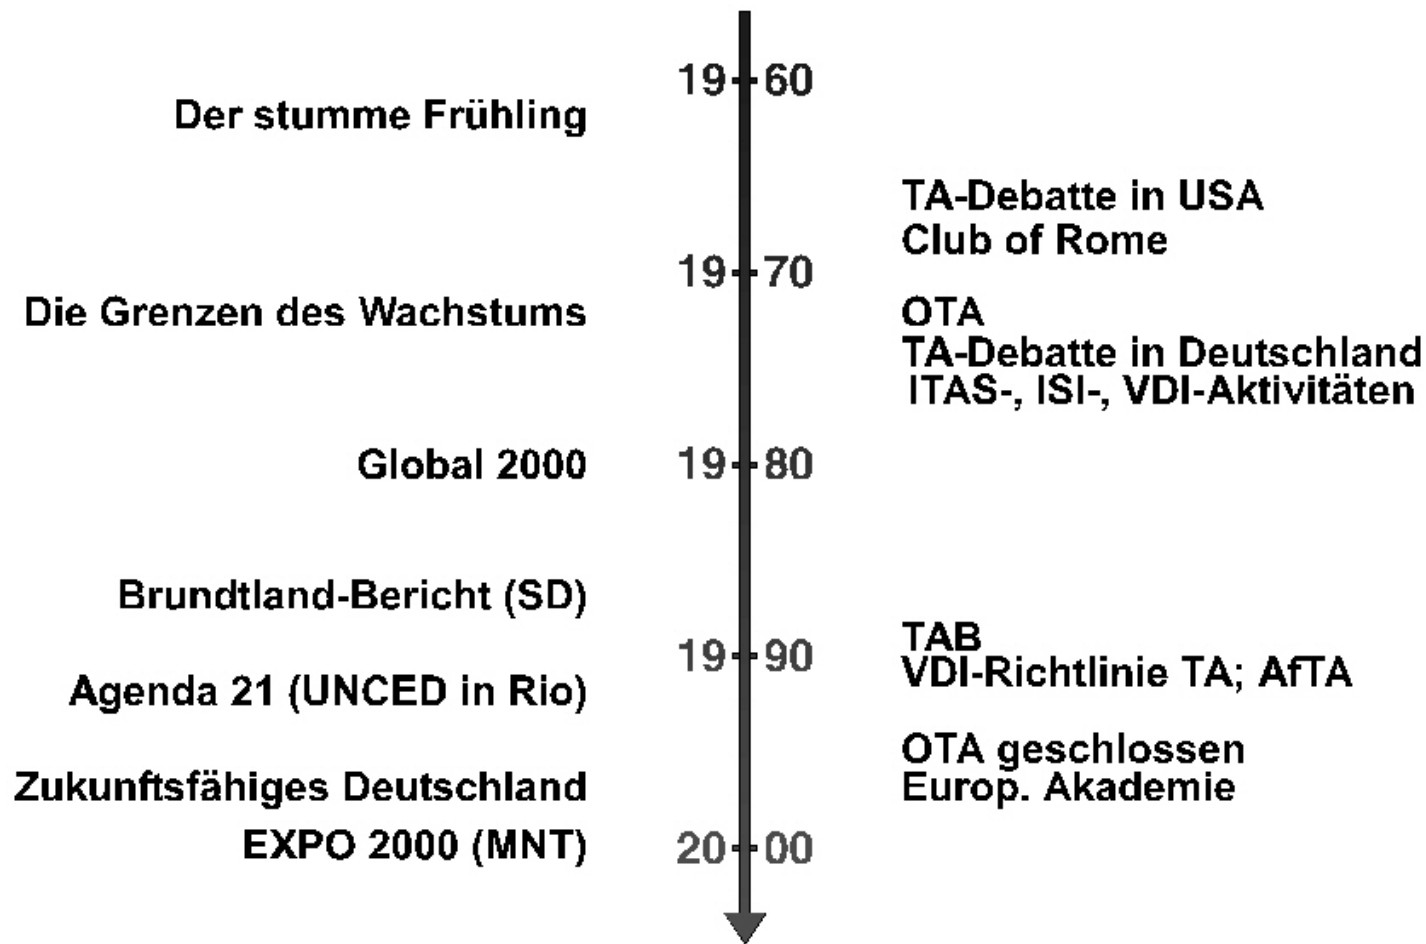 19 60
Der stumme Frühling
TA-Debatte in USA
Club of Rome
19 70
Die Grenzen des Wachstums
OTA
TA-Debatte in Deutschland
ITAS-, ISI-, VDI-Aktivitäten
Global 2000
19 80
Brundtland-Bericht (SD)
TAB
19 90
VDI-Richtlinie TA; AfTA
Agenda 21 (UNCED in Rio)
OTA geschlossen
Zukunftsfähiges Deutschland
Europ. Akademie
EXPO 2000 (MNT)
20 00